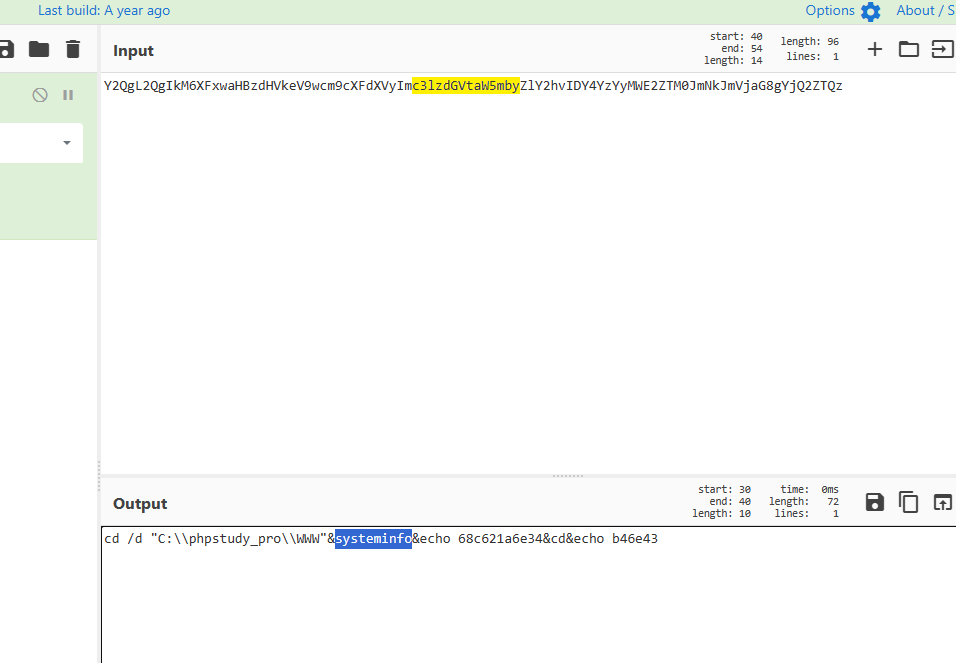 Last build: A year ago
Options
About / S
Input
start: 40
end: 54
length: 14
length: 96
lines: 1
Y2QgL2QgIkM6XFxwaHBzdHVkeV9wcm9cXFdXVyImc3lzdGVtaW5mbyZlY2hvIDY4YzYyMWE2ZTM0JmNkJmVjaG8gYjQ2ZTQz
Output
start: 30
end: 40
length: 10
time: 0ms
length: 72
lines: 1
cd /d "C:\\phpstudy_pro\\WWW"&systeminfo&echo 68c621a6e34&cd&echo b46e43